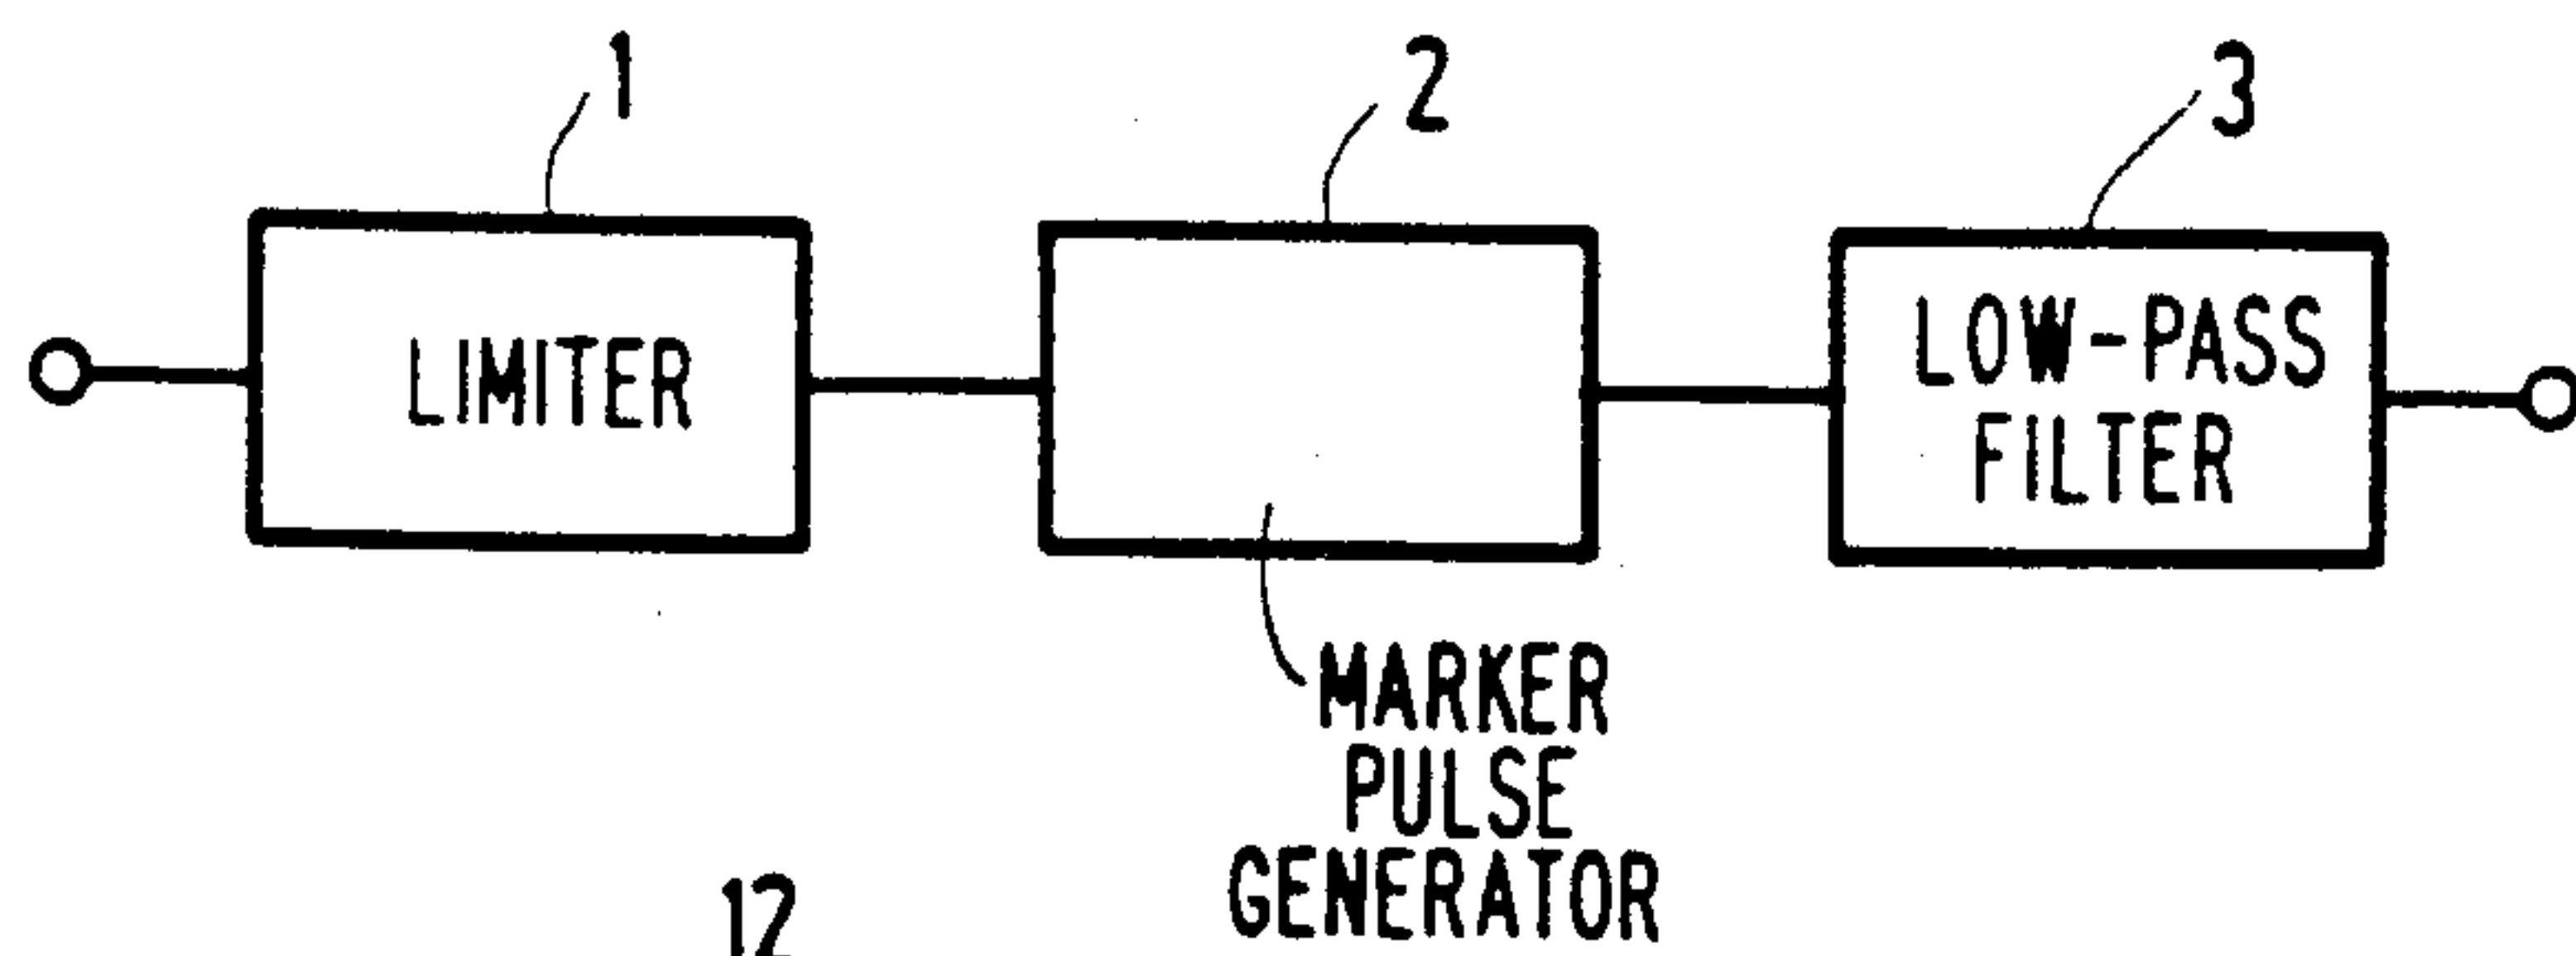 1
2
3
LIMITER
LOW-PASS
FILTER
MARKER
PULSE
GENERATOR
12